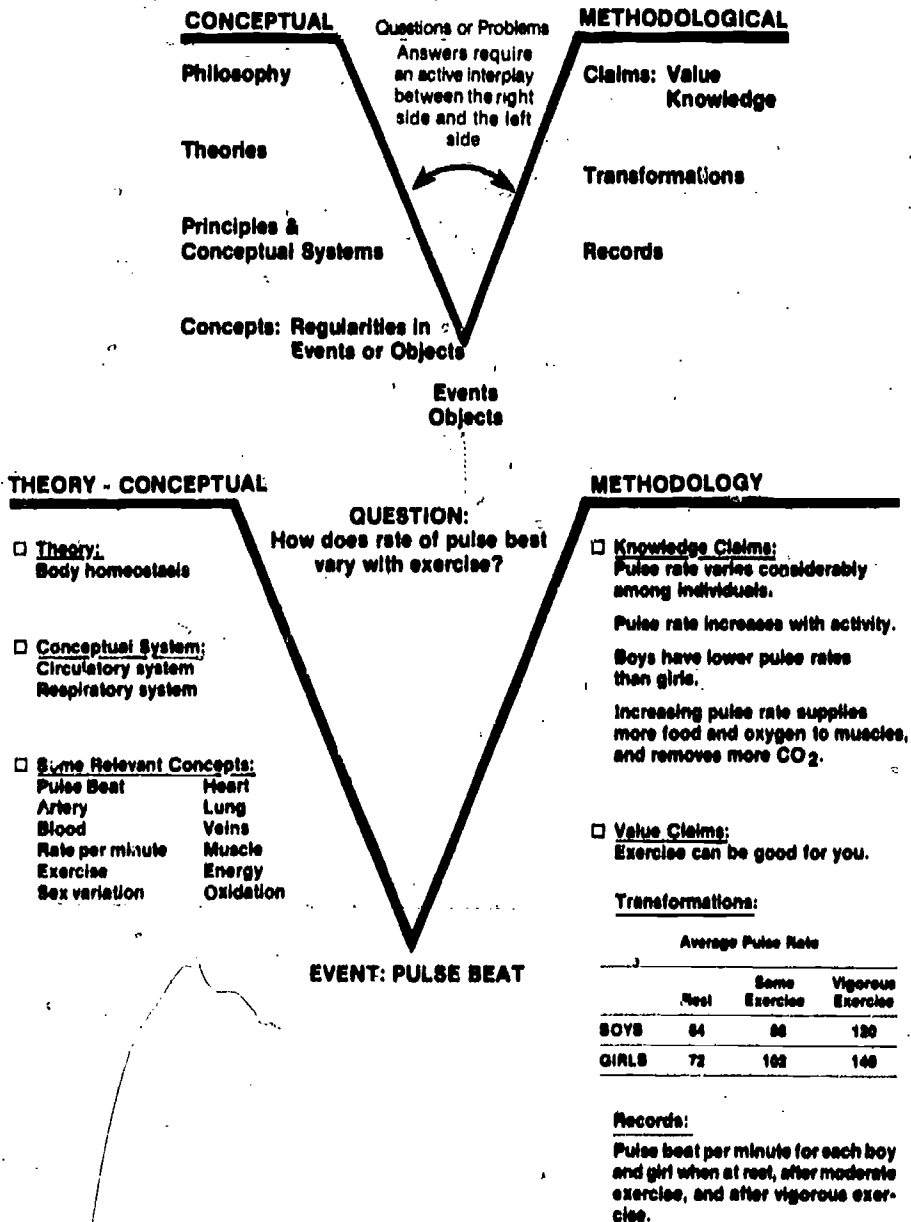 CONCEPTUAL
Philosophy
Theories
Principles &
Conceptual Systems
Concepts: Regularities in
Events or Objects
Questions or Problems
Answers require
an active interplay
between the right
side and the left
side
METHODOLOGICAL
Claims: Value
Knowledge
Transformations
Records
Events
Objects
THEORY - CONCEPTUAL
□ Theory:
Body homeostasis
□ Conceptual System:
Circulatory system
Respiratory system
□ Some Relevant Concepts:
Pulse Beat Heart
Artery Lung
Blood Veins
Rate per minute Muscle
Exercise Energy
Sex variation Oxidation
QUESTION:
How does rate of pulse beat
vary with exercise?
EVENT: PULSE BEAT
METHODOLOGY
□ Knowledge Claims:
Pulse rate varies considerably
among individuals.
Pulse rate increases with activity.
Boys have lower pulse rates
than girls.
Increasing pulse rate supplies
more food and oxygen to muscles,
and removes more CO2.
□ Value Claims:
Exercise can be good for you.
Transformations:
Average Pulse Rate
Rest Some Exercise Vigorous Exercise
BOYS 64
GIRLS 72 102
Records:
Pulse beat per minute for each boy
and girl when at rest, after moderate
exercise, and after vigorous exer-
cise.